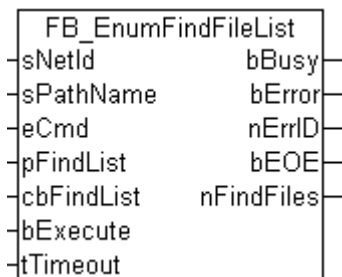 FB_EnumFindFileList
sNetId bBusy
sPathName bError
eCmd nErrID
pFindList bEOE
cbFindList nFindFiles
bExecute
tTimeout